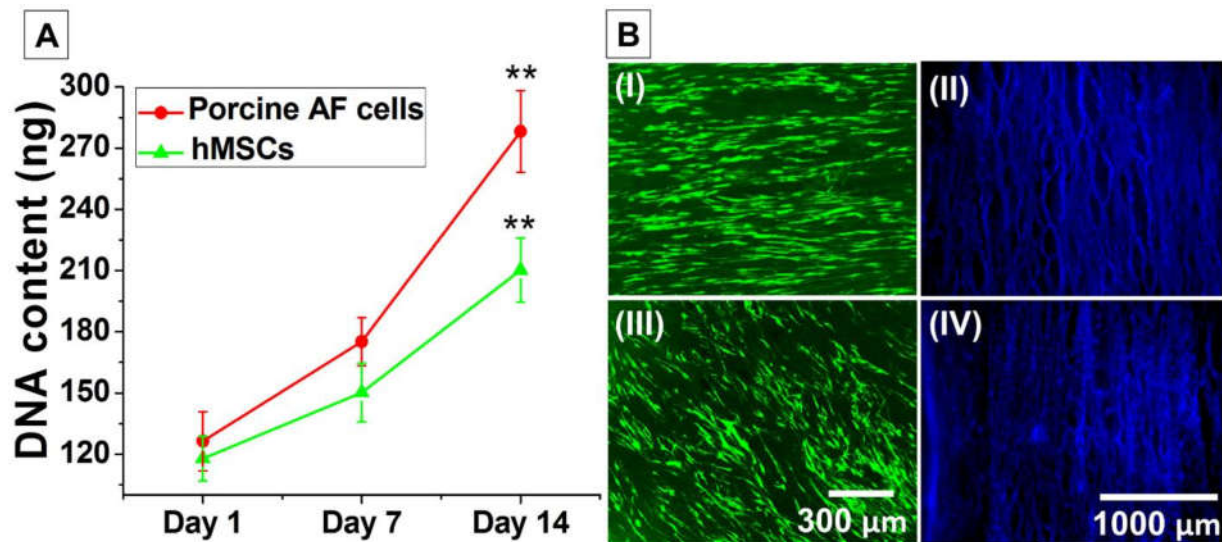 A
DNA content (ng)
300
270
240
210
180
150
120
Porcine AF cells
hMSCs
**
**
Day 1
Day 7
Day 14
B
(I)
(II)
(III)
(IV)
300 µm
1000 µm